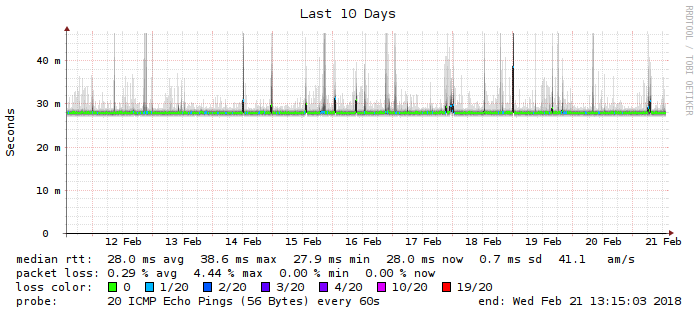 Last 10 Days
RRDTOOL / TOBI OETIKER
Seconds
40 m
30 m
20 m
10 m
0
12 Feb 13 Feb 14 Feb 15 Feb 16 Feb 17 Feb 18 Feb 19 Feb 20 Feb 21 Feb
median rtt: 28.0 ms avg 38.6 ms max 27.9 ms min 28.0 ms now 0.7 ms sd 41.1 am/s
packet loss: 0.29 % avg 4.44 % max 0.00 % min 0.00 % now
loss color: 0 1/20 2/20 3/20 4/20 10/20 19/20
probe: 20 ICMP Echo Pings (56 Bytes) every 60s end: Wed Feb 21 13:15:03 2018